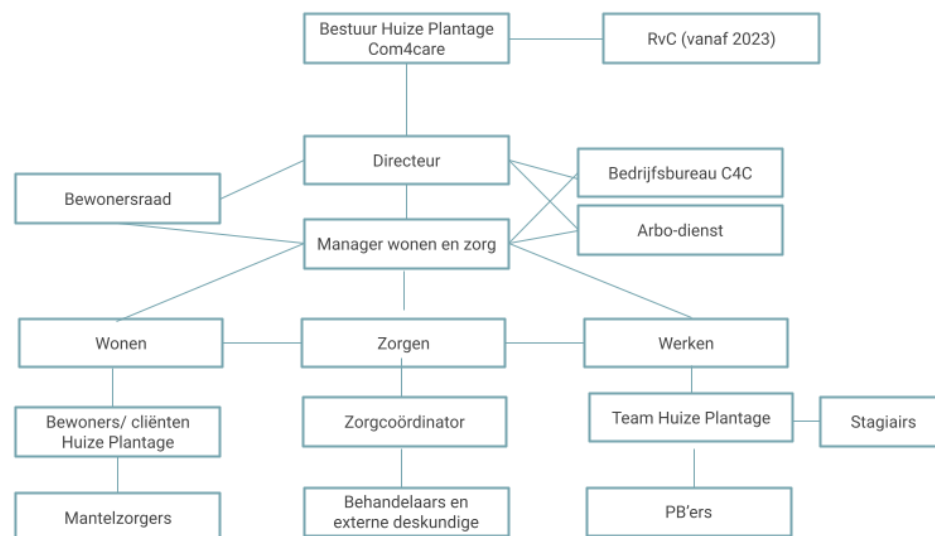 Bestuur Huize Plantage
Com4care
RvC (vanaf 2023)
Directeur
Bedrijfsbureau C4C
Bewonersraad
Arbo-dienst
Manager wonen en zorg
Wonen
Zorgen
Werken
Bewoners/ cliënten
Huize Plantage
Zorgcoördinator
Team Huize Plantage
Stagiairs
Mantelzorgers
Behandelaars en
externe deskundige
PB'ers